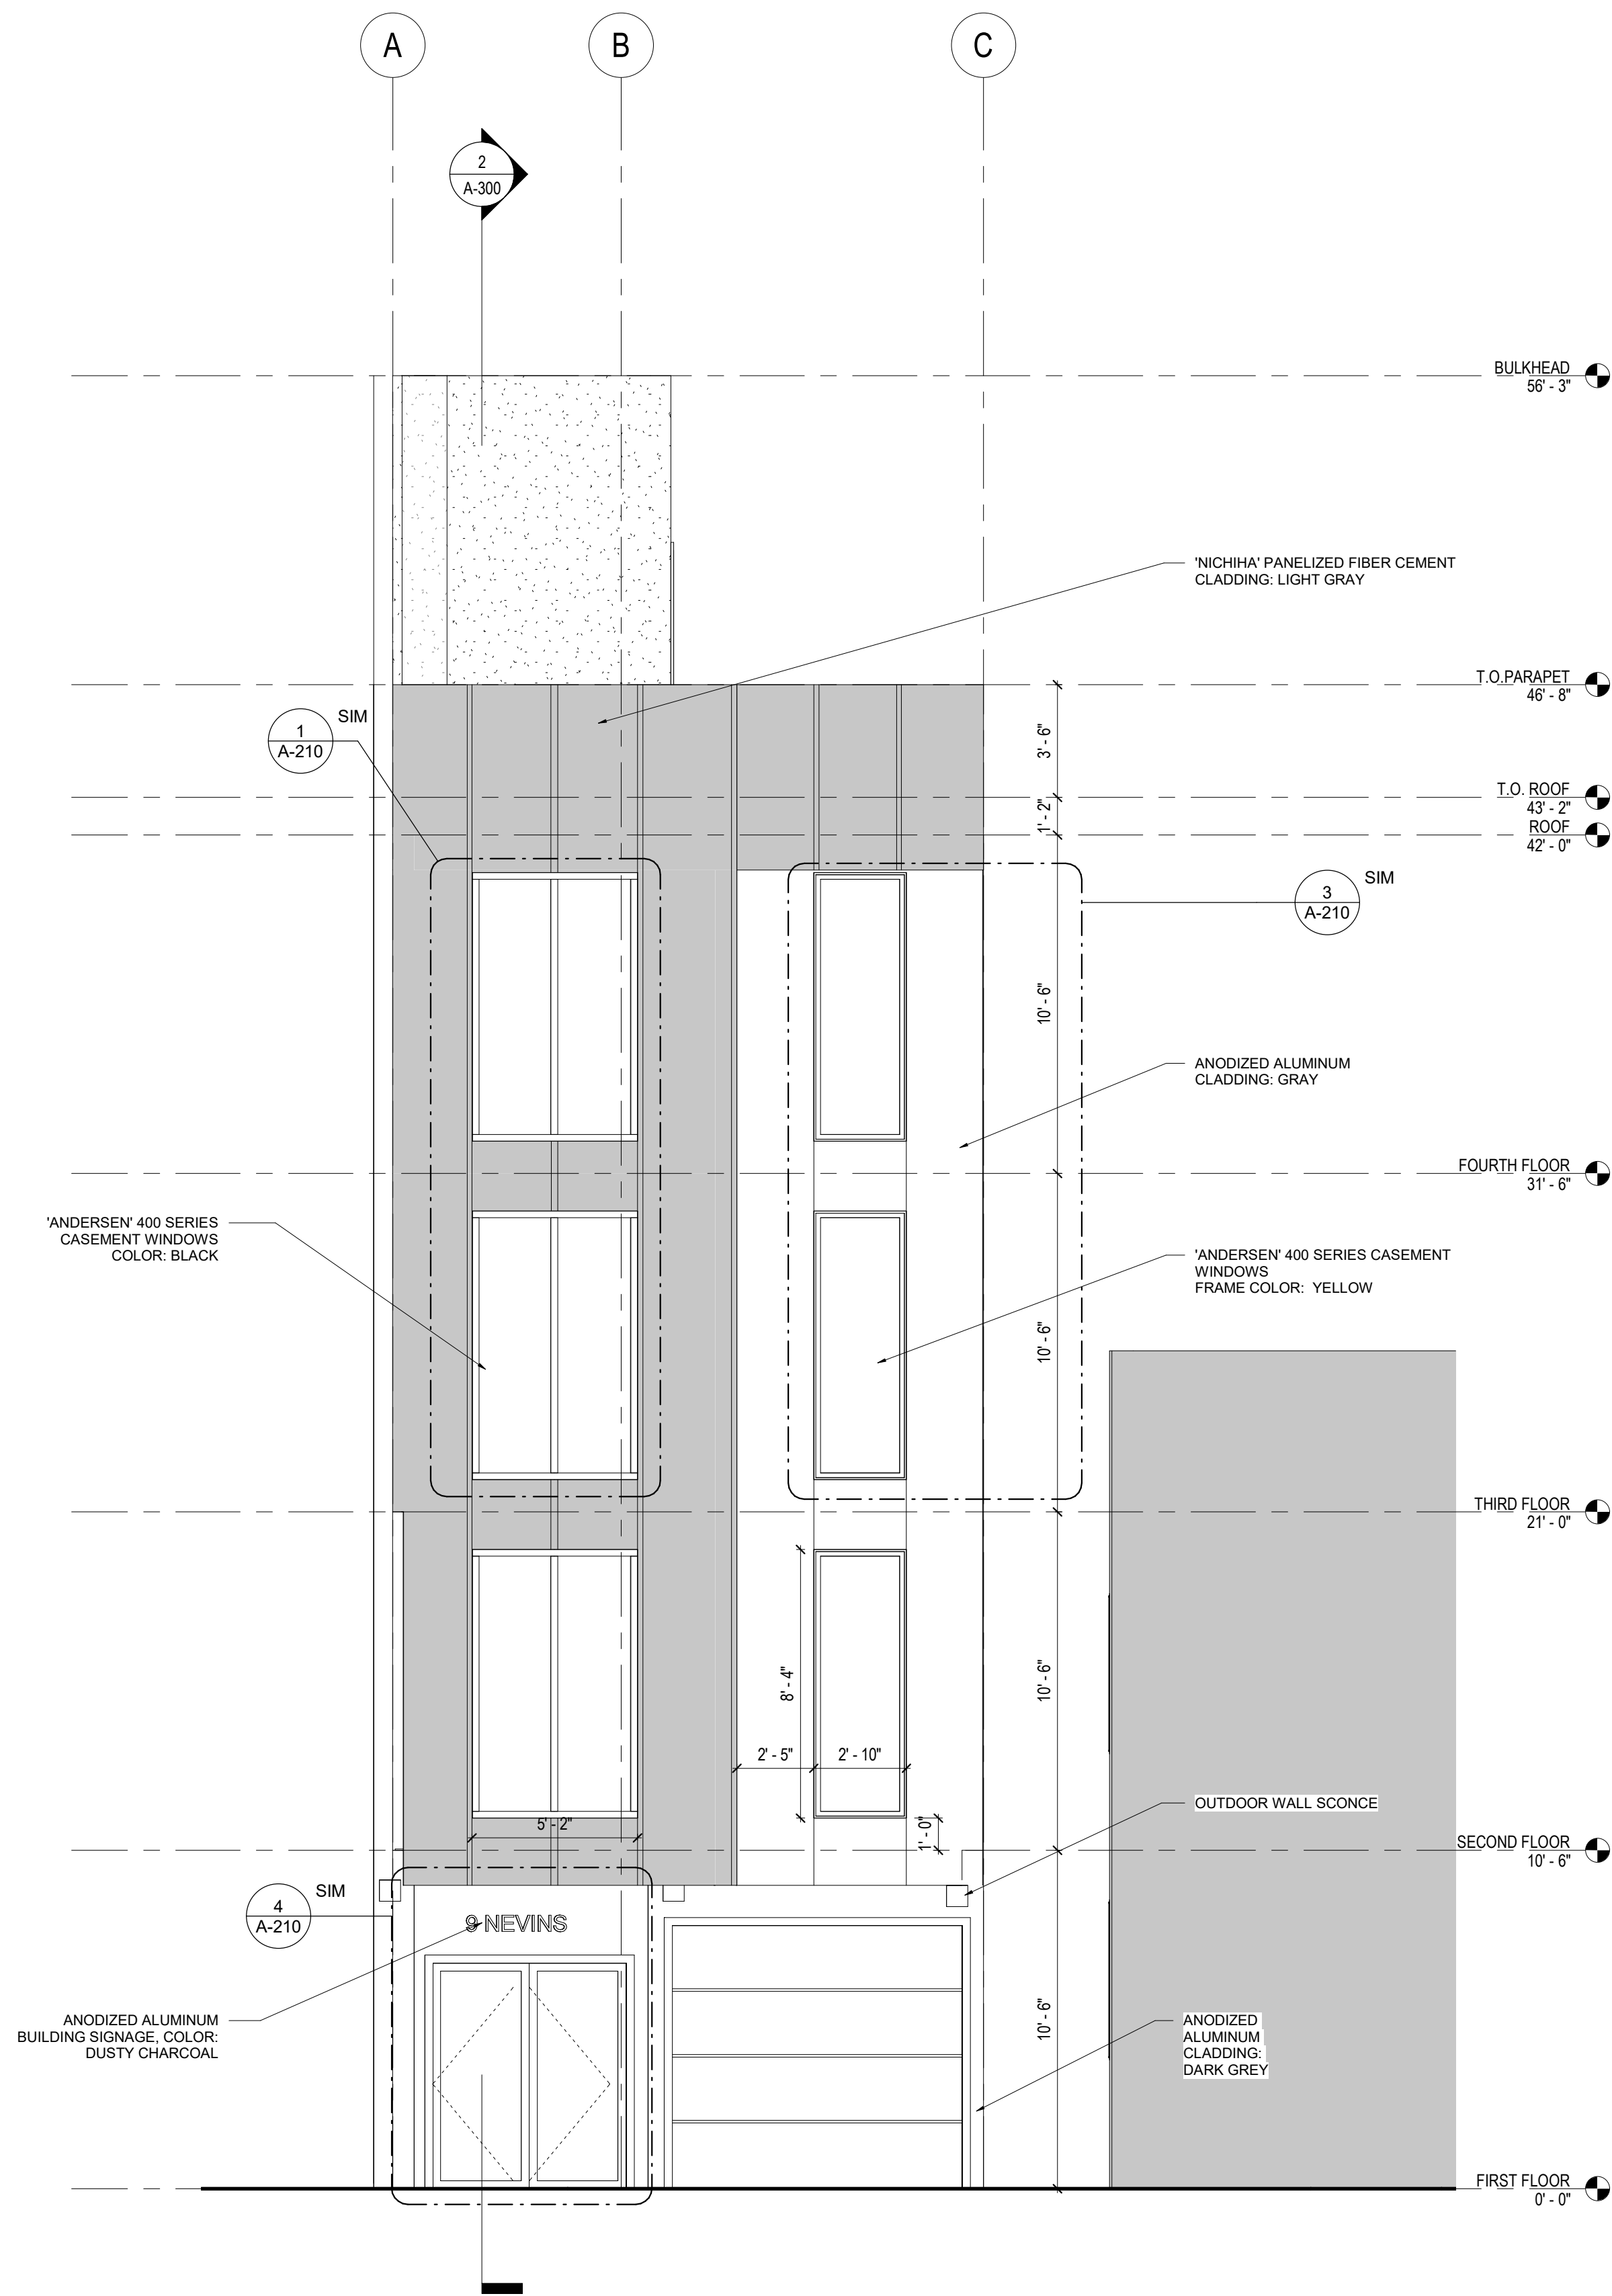 A
B
C
2
A-300
BULKHEAD
56' - 3"
'NICHIHA' PANELIZED FIBER CEMENT
CLADDING: LIGHT GRAY
T.O.PARAPET
46' - 8"
1
A-210
SIM
3' - 6"
T.O. ROOF
43' - 2"
1' - 2"
ROOF
42' - 0"
3
A-210
SIM
10' - 6"
ANODIZED ALUMINUM
CLADDING: GRAY
FOURTH FLOOR
31' - 6"
'ANDERSEN' 400 SERIES
CASEMENT WINDOWS
COLOR: BLACK
'ANDERSEN' 400 SERIES CASEMENT
WINDOWS
FRAME COLOR: YELLOW
10' - 6"
THIRD FLOOR
21' - 0"
8' - 4"
10' - 6"
2' - 5"
2' - 10"
OUTDOOR WALL SCONCE
5' - 2"
1' - 0"
SECOND FLOOR
10' - 6"
4
A-210
SIM
9 NEVINS
ANODIZED ALUMINUM
BUILDING SIGNAGE, COLOR:
DUSTY CHARCOAL
10' - 6"
ANODIZED
ALUMINUM
CLADDING:
DARK GREY
FIRST FLOOR
0' - 0"